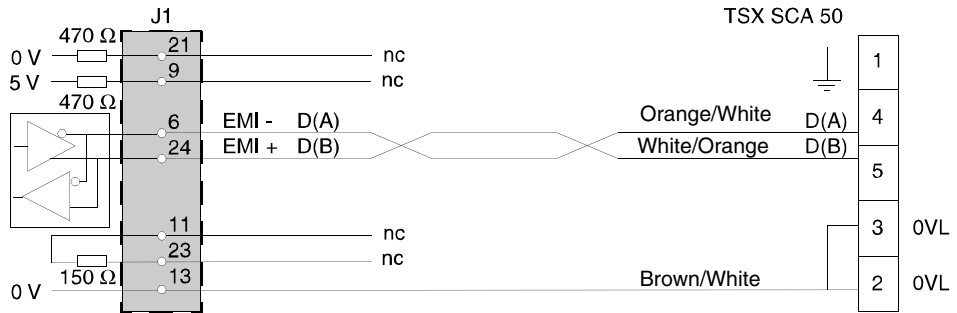 J1 TSX SCA 50
470 Ω
0 V 21 nc
5 V 9 nc
470 Ω
1
6 EMI - D(A) Orange/White D(A) 4
24 EMI + D(B) White/Orange D(B)
5
11 nc
3 0VL
23 nc
150 Ω
0 V 13 Brown/White 2 0VL